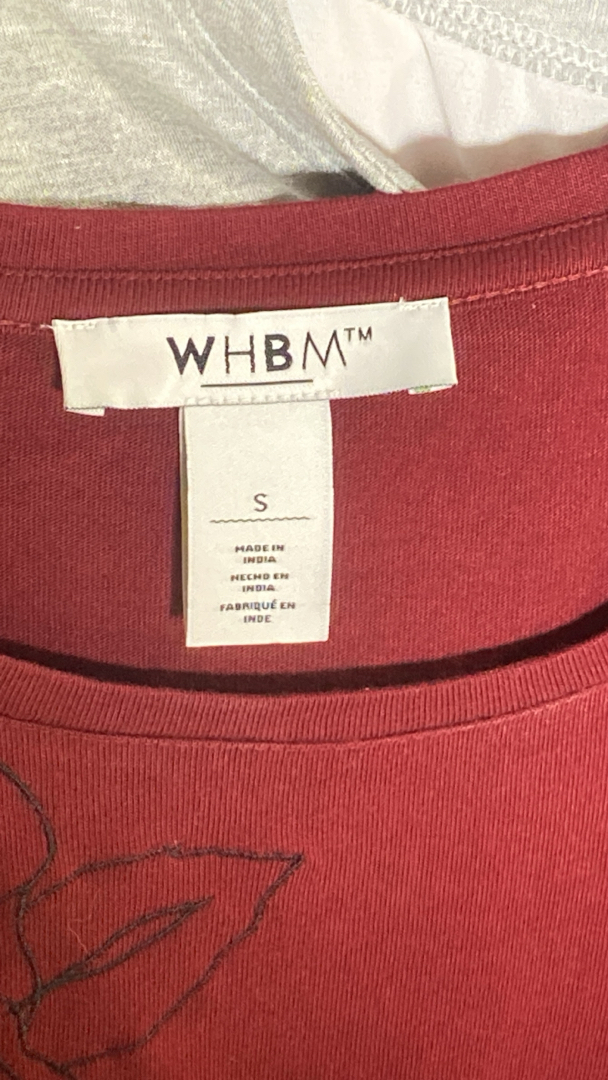 WHBM™
S
MADE IN
INDIA
HECHO EN
INDIA
FABRIQUÉ EN
INDE